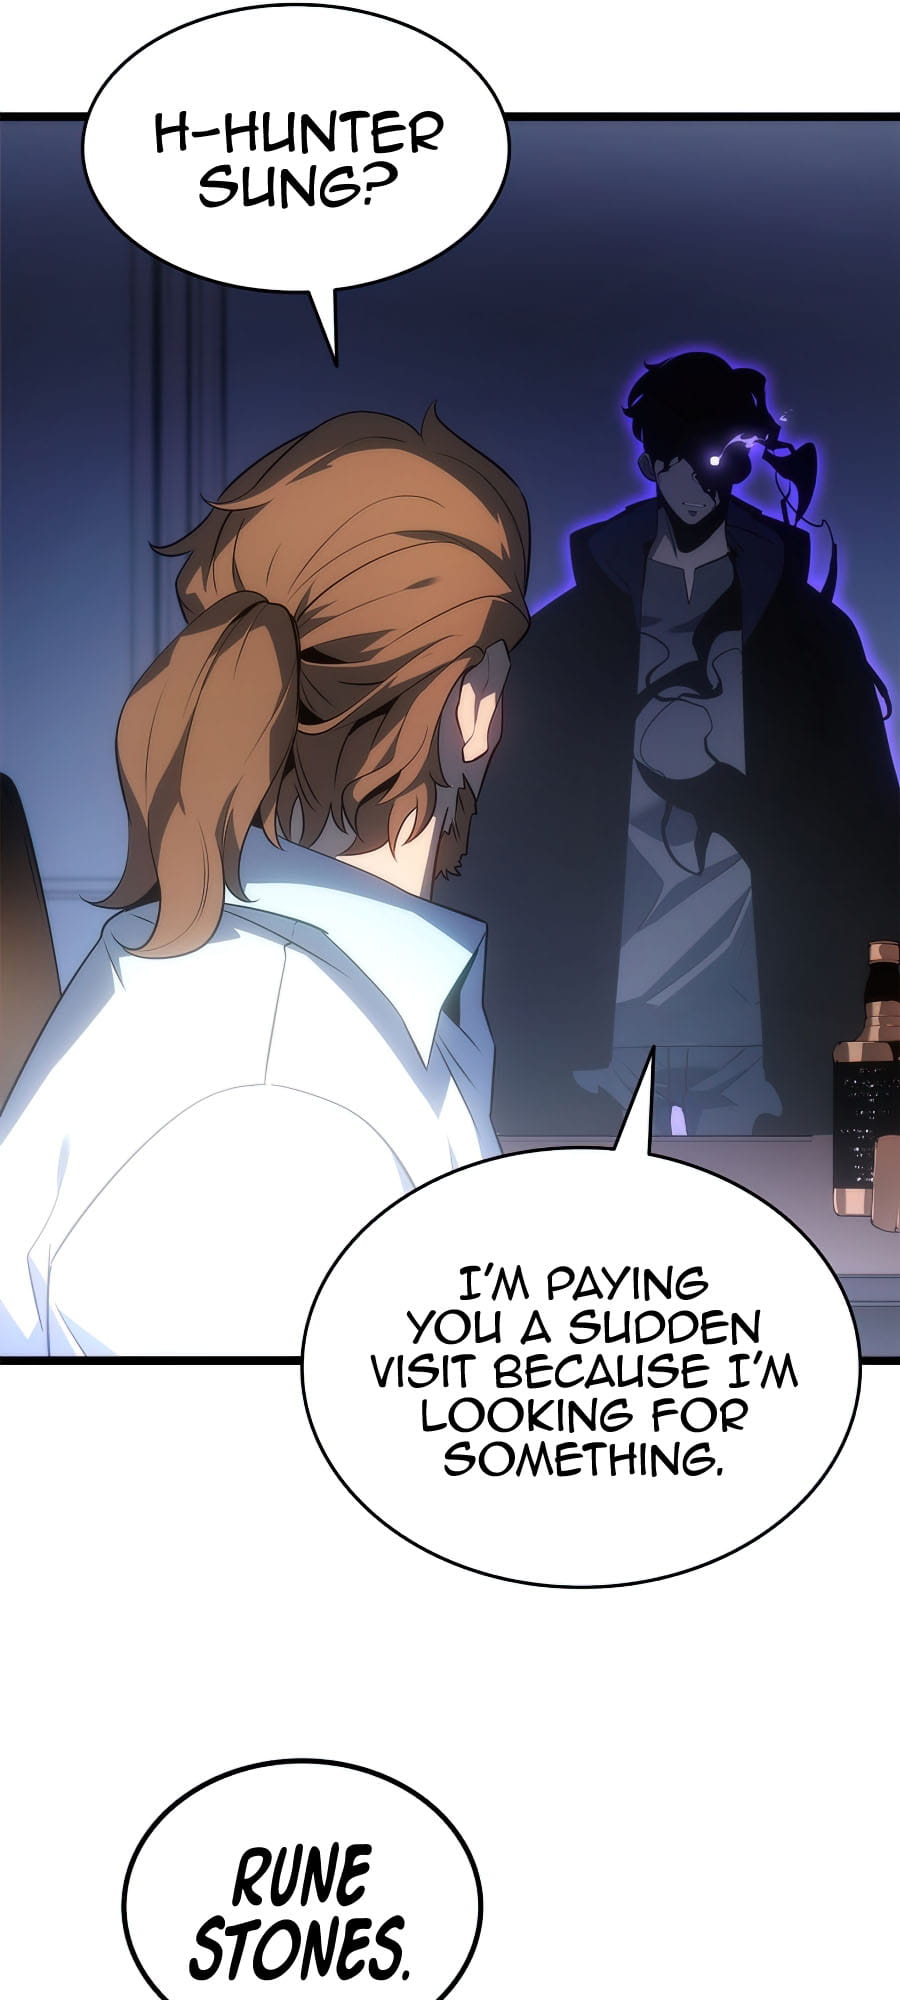 H-HUNTER
SUNG?
I'M PAYING
YOU A SUDDEN
VISIT BECAUSE I'M
LOOKING FOR
SOMETHING.
RUNE
STONES.